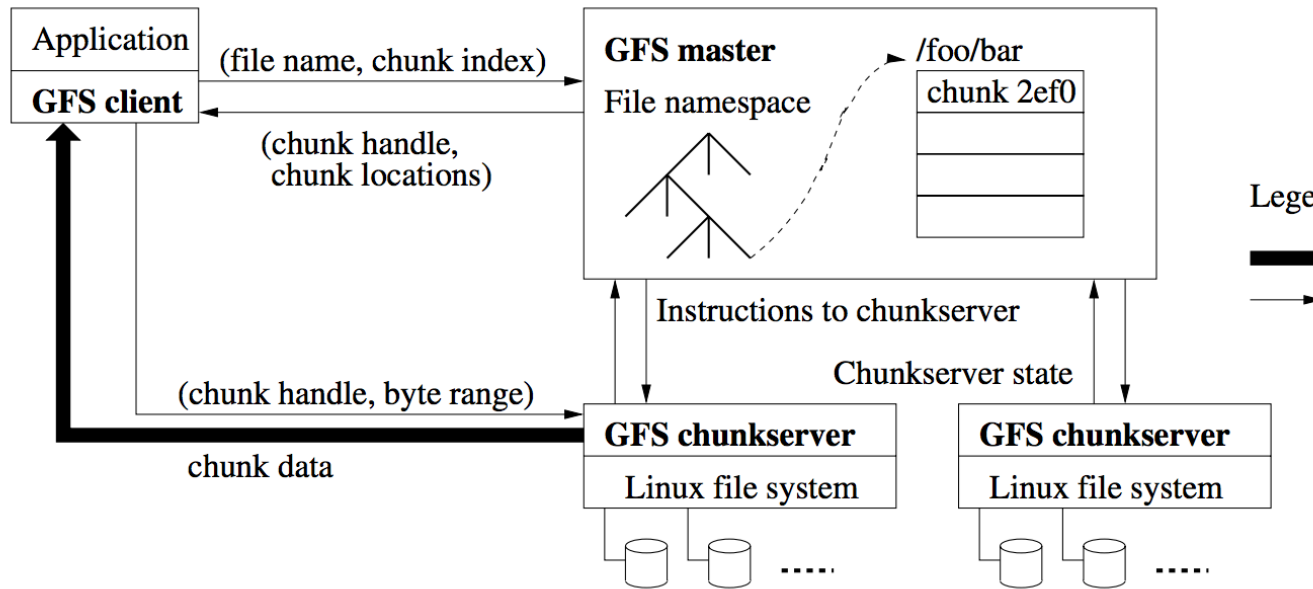 Application
GFS client
(file name, chunk index)
(chunk handle,
chunk locations)
GFS master
File namespace
/foo/bar
chunk 2ef0
Lege
Instructions to chunkserver
Chunkserver state
(chunk handle, byte range)
chunk data
GFS chunkserver
Linux file system
GFS chunkserver
Linux file system